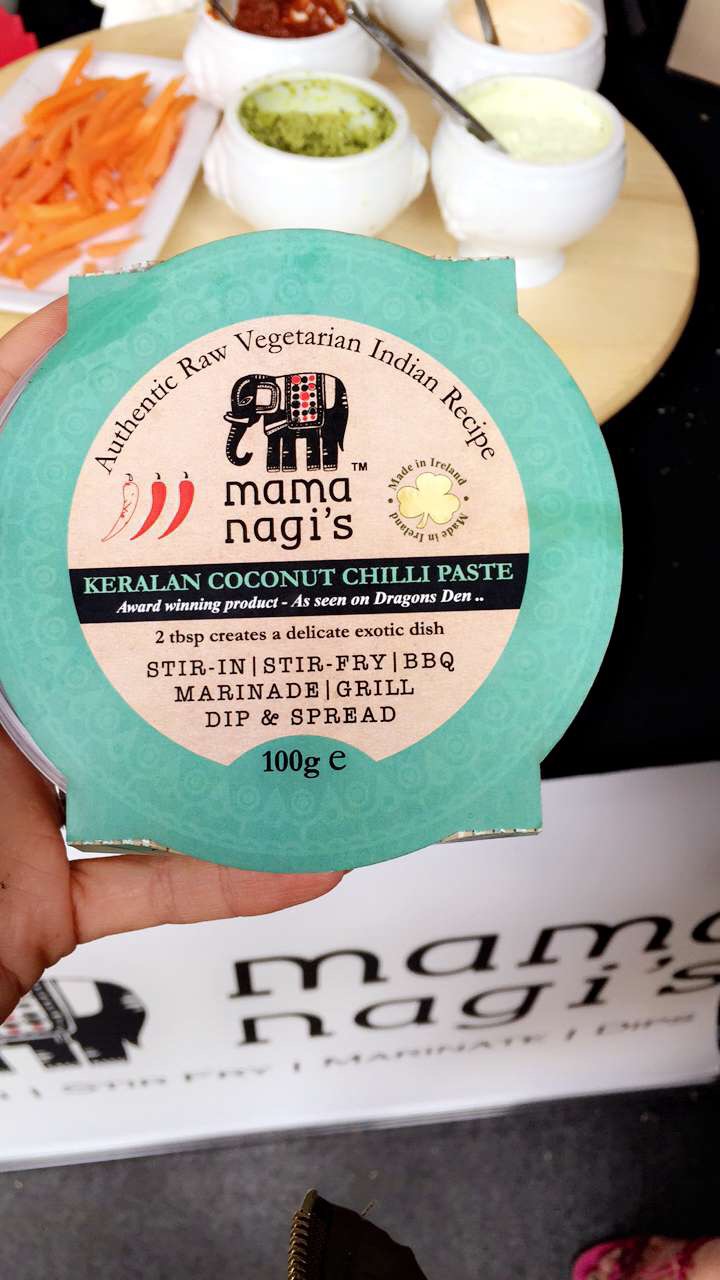 Authentic Raw Vegetarian Indian Recipe
TM
mama
nagi's
Made in Ireland • Made in Ireland •
KERALAN COCONUT CHILLI PASTE
Award winning product - As seen on Dragons Den ..
2 tbsp creates a delicate exotic dish
STIR-IN|STIR-FRY|BBQ
MARINADE|GRILL
DIP & SPREAD
100g e
mama
nagi's
| STIR FRY | MARINATE | DIPS